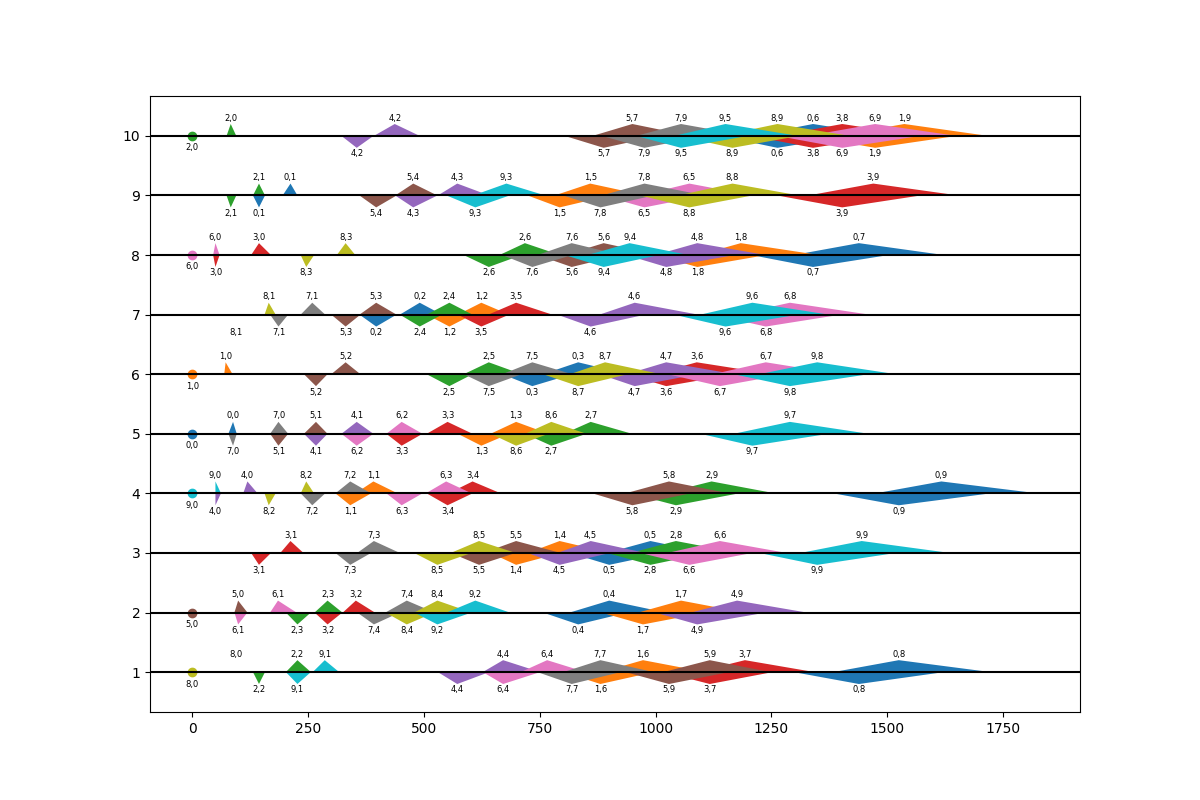 2,0 4,2 5,7 7,9 9,5 8,9 0,6 3,8 6,9 1,9
10
2,0 4,2 5,7 7,9 9,5 8,9 0,6 3,8 6,9 1,9
2,1 0,1 5,4 4,3 9,3 1,5 7,8 6,5 8,8 3,9
9
2,1 0,1 5,4 4,3 9,3 1,5 7,8 6,5 8,8 3,9
6,0 3,0 8,3 2,6 7,6 5,6 9,4 4,8 1,8 0,7
8
6,0 3,0 8,3 2,6 7,6 5,6 9,4 4,8 1,8 0,7
8,1 7,1 5,3 0,2 2,4 1,2 3,5 4,6 9,6 6,8
7
8,1 7,1 5,3 0,2 2,4 1,2 3,5 4,6 9,6 6,8
1,0 5,2 2,5 7,5 0,3 8,7 4,7 3,6 6,7 9,8
6
1,0 5,2 2,5 7,5 0,3 8,7 4,7 3,6 6,7 9,8
0,0 7,0 5,1 4,1 6,2 3,3 1,3 8,6 2,7 9,7
5
0,0 7,0 5,1 4,1 6,2 3,3 1,3 8,6 2,7 9,7
9,0 4,0 8,2 7,2 1,1 6,3 3,4 5,8 2,9 0,9
4
9,0 4,0 8,2 7,2 1,1 6,3 3,4 5,8 2,9 0,9
3,1 7,3 8,5 5,5 1,4 4,5 0,5 2,8 6,6 9,9
3
3,1 7,3 8,5 5,5 1,4 4,5 0,5 2,8 6,6 9,9
5,0 6,1 2,3 3,2 7,4 8,4 9,2 0,4 1,7 4,9
2
5,0 6,1 2,3 3,2 7,4 8,4 9,2 0,4 1,7 4,9
8,0 2,2 9,1 4,4 6,4 7,7 1,6 5,9 3,7 0,8
1
8,0 2,2 9,1 4,4 6,4 7,7 1,6 5,9 3,7 0,8
0 250 500 750 1000 1250 1500 1750